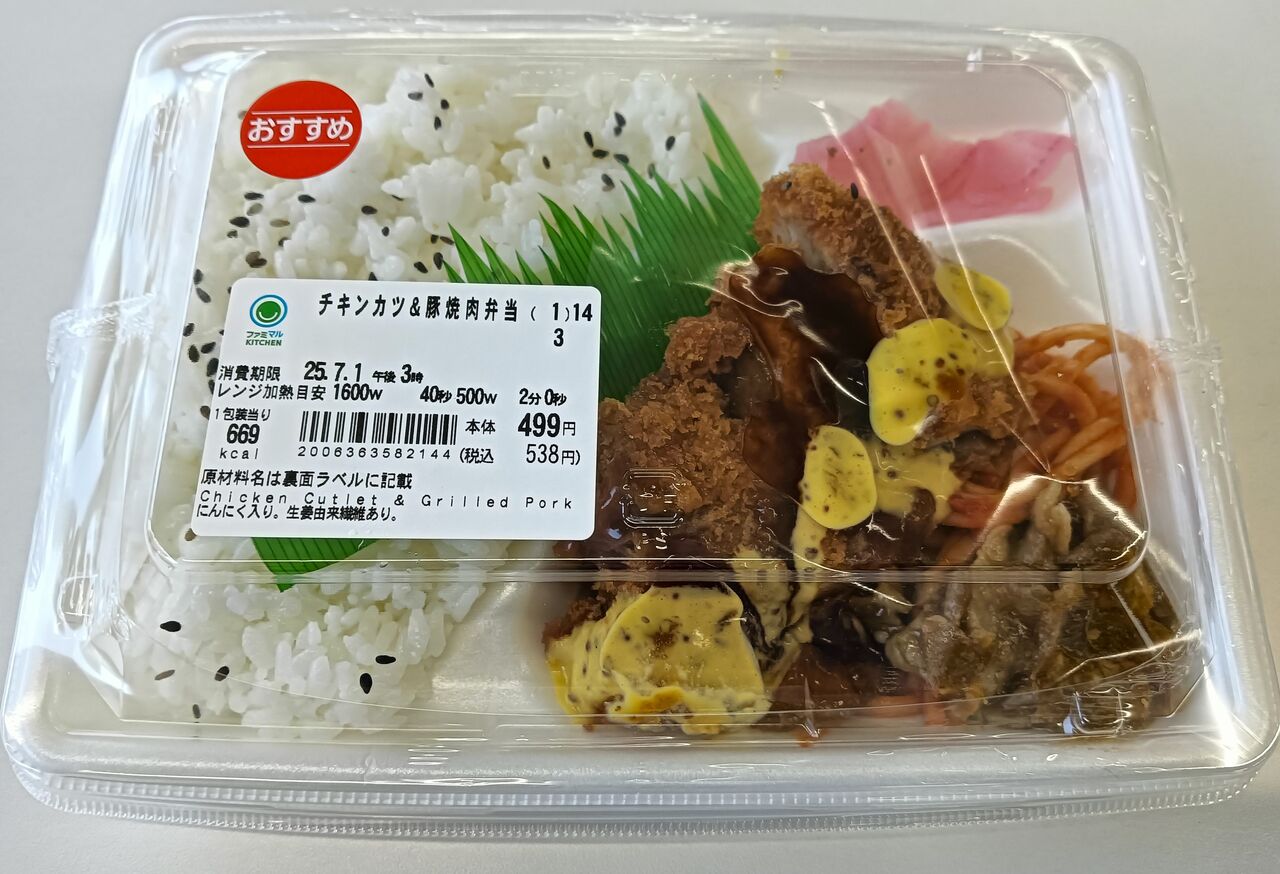 おすすめ
チキンカツ&豚焼肉弁当 ( 1)14
3
ファミマル
KITCHEN
消費期限 25.7.1 午後 3時
レンジ加熱目安 1600w 40秒 500w 2分0秒
1包装当り
669
kcal
本体 499円
2006363582144 (税込 538円)
原材料名は裏面ラベルに記載
Chicken Cutlet & Grilled Pork
にんにく入り。生姜由来繊維あり。